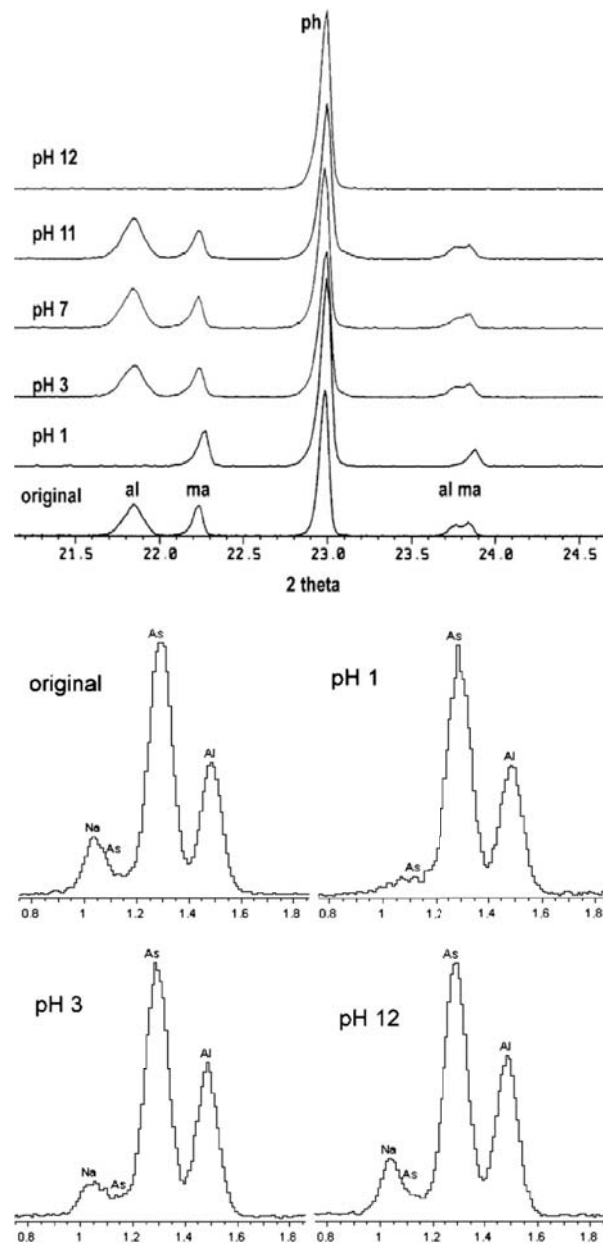 ph
pH 12
pH 11
pH 7
pH 3
pH 1
original al ma al ma
21.5 22.0 22.5 23.0 23.5 24.0 24.5
2 theta
original
As
Al
Na
As
0.8 1.0 1.2 1.4 1.6 1.8
pH 1
As
Al
As
0.8 1 1.2 1.4 1.6 1.8
pH 3
As
Al
Na
As
0.8 1.0 1.2 1.4 1.6 1.8
pH 12
As
Al
Na
As
0.8 1 1.2 1.4 1.6 1.8